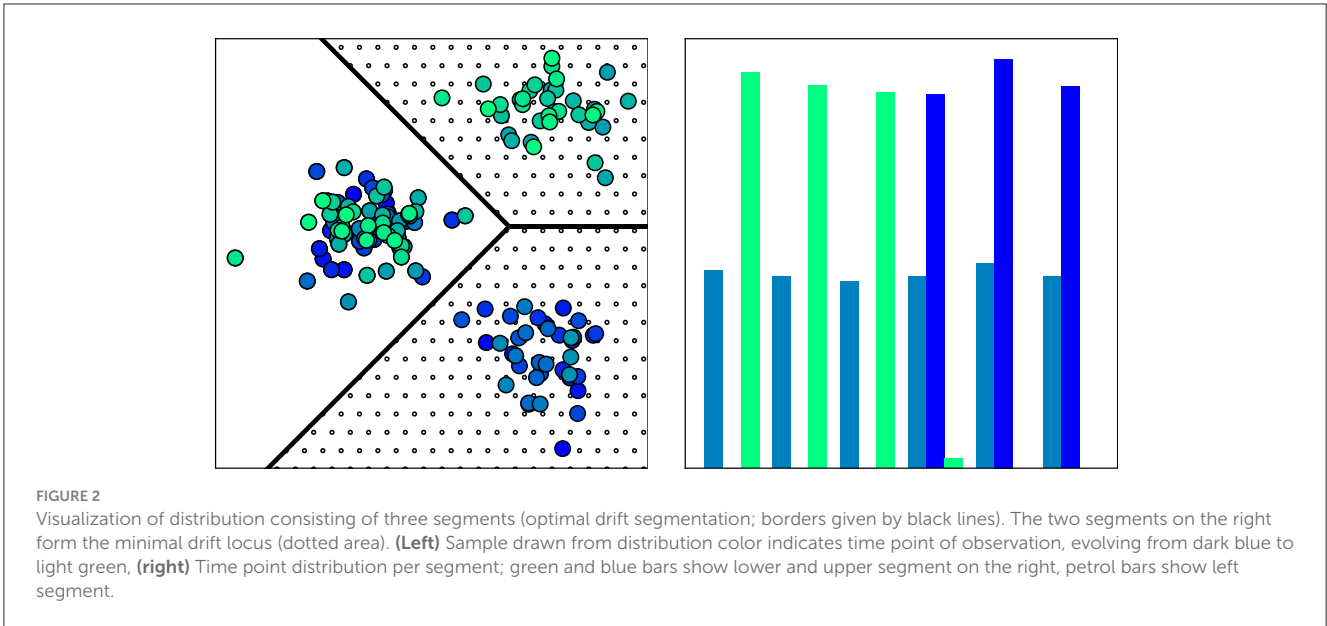 FIGURE 2
Visualization of distribution consisting of three segments (optimal drift segmentation; borders given by black lines). The two segments on the right
form the minimal drift locus (dotted area). (Left) Sample drawn from distribution color indicates time point of observation, evolving from dark blue to
light green, (right) Time point distribution per segment; green and blue bars show lower and upper segment on the right, petrol bars show left
segment.